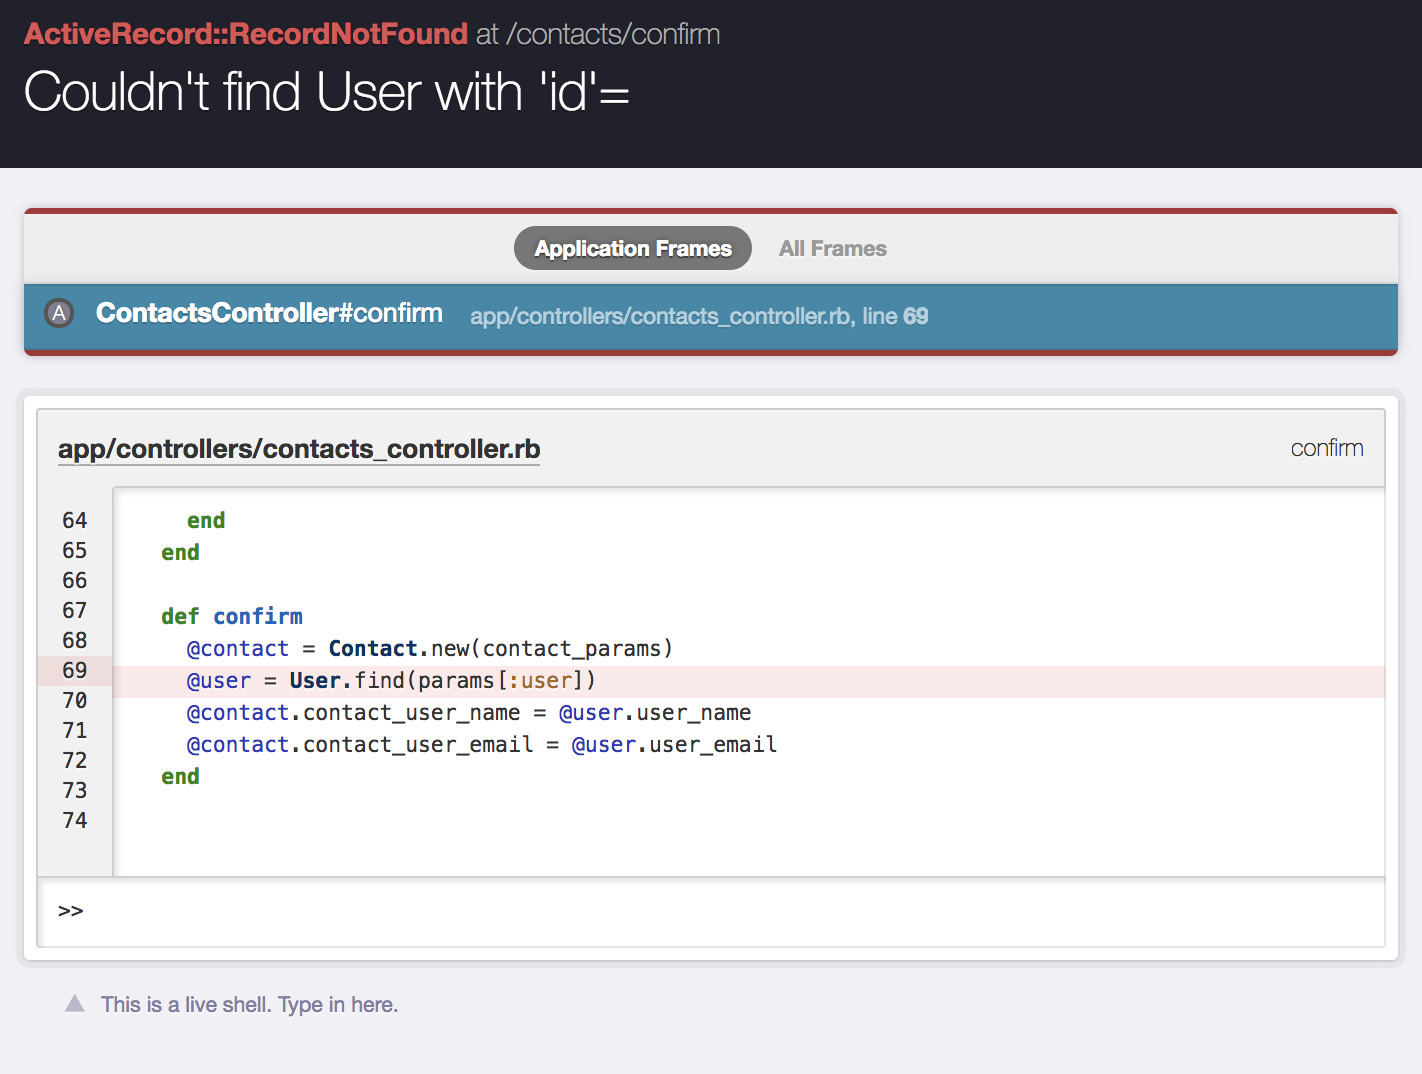 ActiveRecord::RecordNotFound at /contacts/confirm
Couldn't find User with 'id'=
Application Frames All Frames
A ContactsController#confirm app/controllers/contacts_controller.rb, line 69
app/controllers/contacts_controller.rb confirm
64 end
65 end
66
67 def confirm
68 @contact = Contact.new(contact_params)
69 @user = User.find(params[:user])
70 @contact.contact_user_name = @user.user_name
71 @contact.contact_user_email = @user.user_email
72 end
73
74
>>
This is a live shell. Type in here.